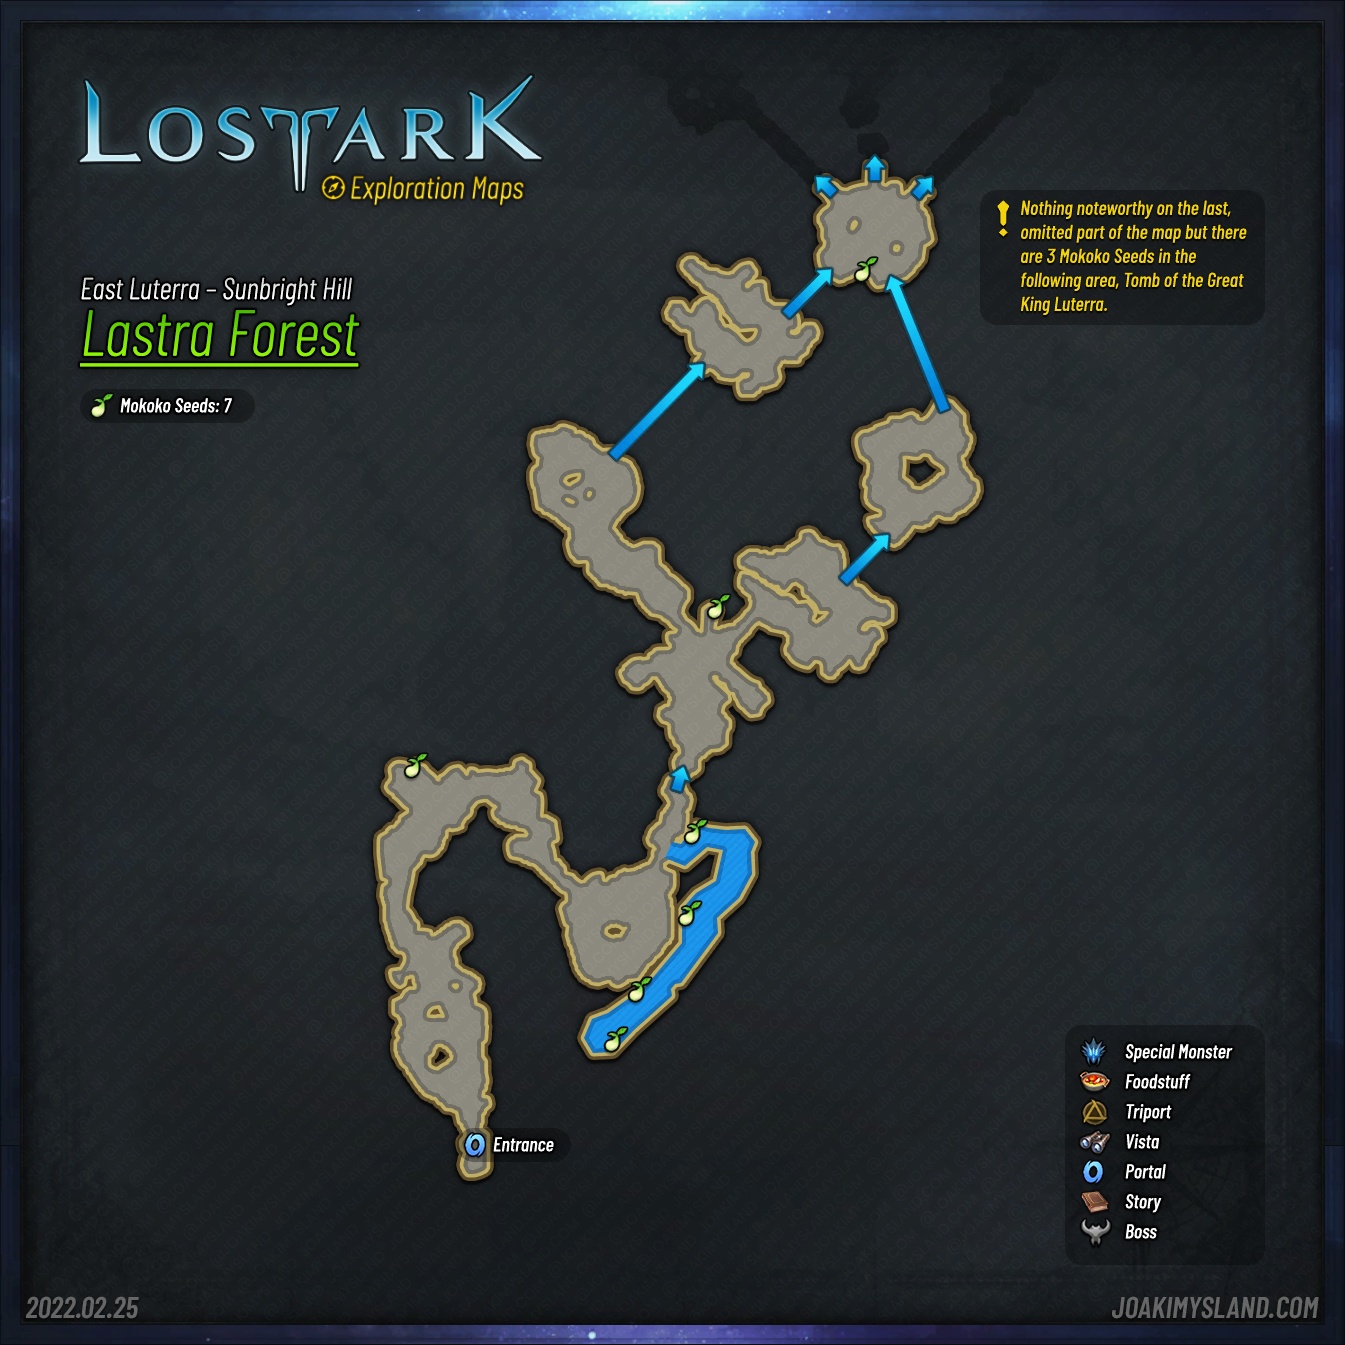 LOSTARK
Exploration Maps
East Luterra – Sunbright Hill
Lastra Forest
Mokoko Seeds: 7
Nothing noteworthy on the last,
omitted part of the map but there
are 3 Mokoko Seeds in the
following area, Tomb of the Great
King Luterra.
Entrance
Special Monster
Foodstuff
Triport
Vista
Portal
Story
Boss
2022.02.25
JOAKIMYSLAND.COM